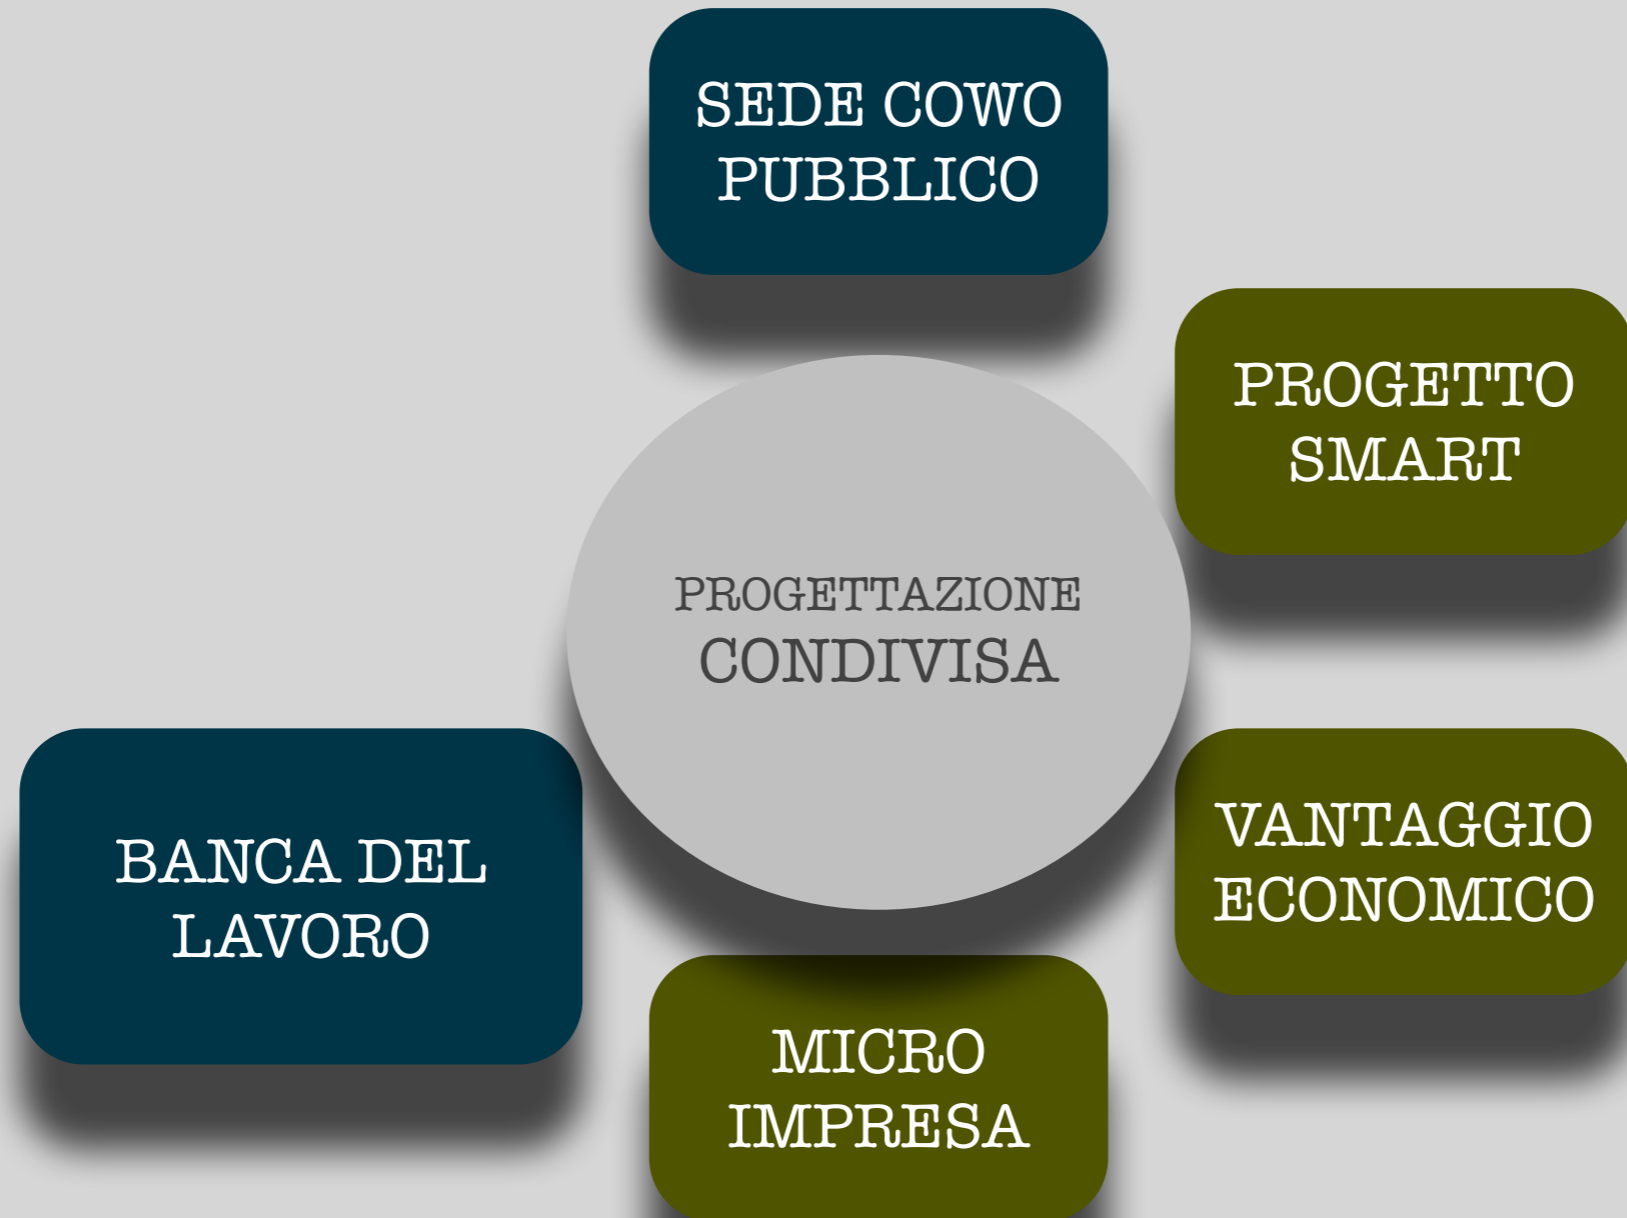 SEDE COWO
PUBBLICO
PROGETTO
SMART
PROGETTAZIONE
CONDIVISA
VANTAGGIO
ECONOMICO
BANCA DEL
LAVORO
MICRO
IMPRESA